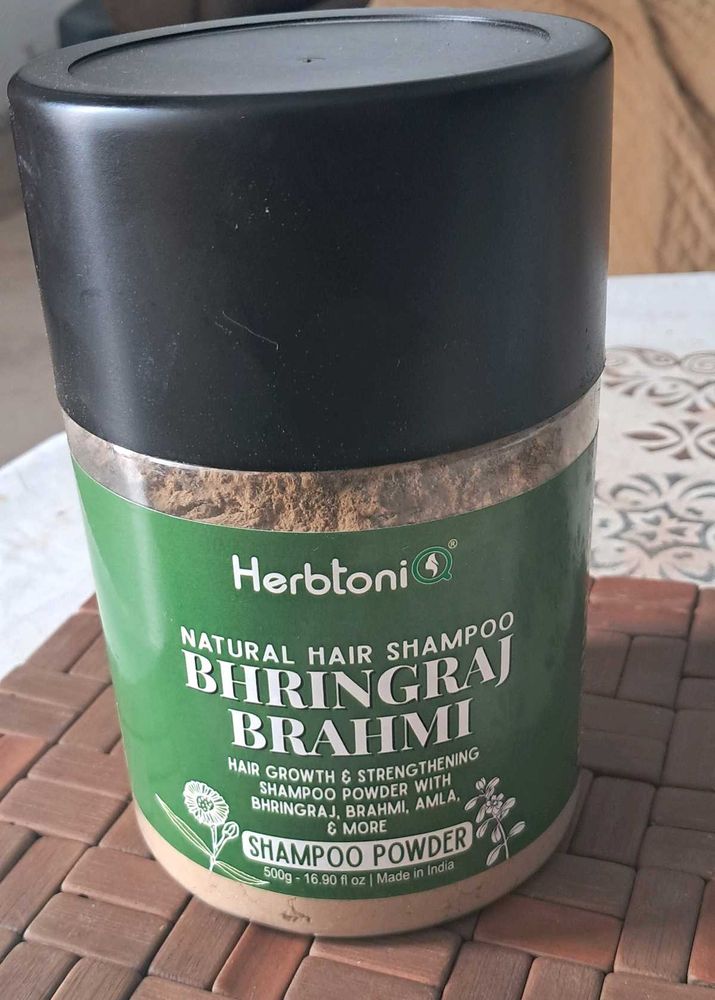 HerbtoniQ®
NATURAL HAIR SHAMPOO
BHRINGRAJ
BRAHMI
HAIR GROWTH & STRENGTHENING
SHAMPOO POWDER WITH
BHRINGRAJ, BRAHMI, AMLA,
& MORE
SHAMPOO POWDER
500g - 16.90 fl oz | Made in India